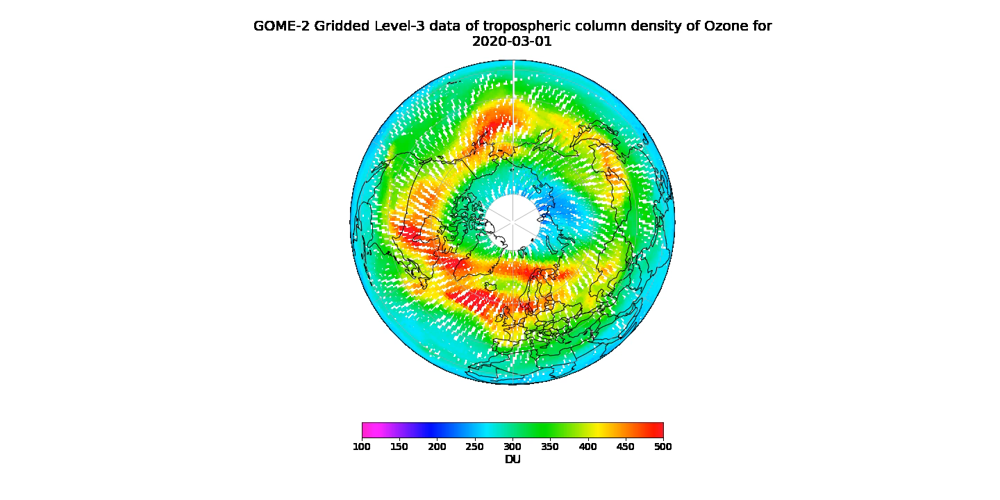 GOME-2 Gridded Level-3 data of tropospheric column density of Ozone for
2020-03-01
100 150 200 250 300 350 400 450 500
DU